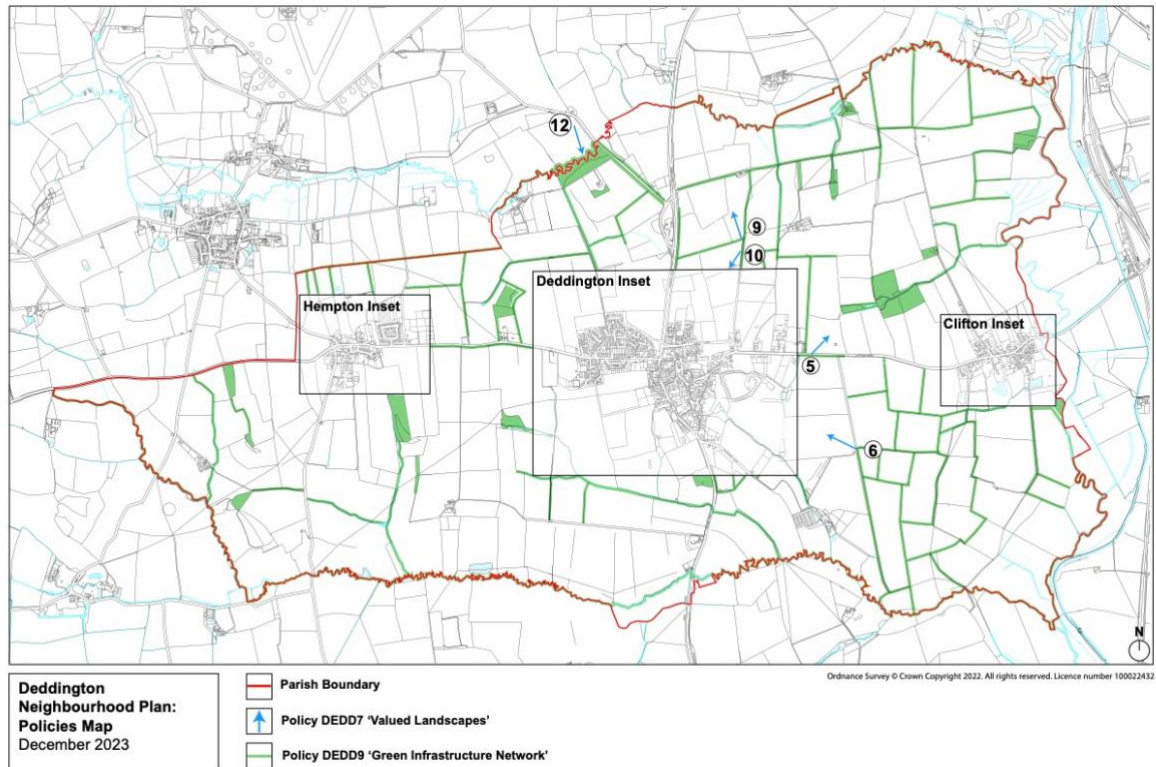 12
9
10
Deddington Inset
Hempton Inset
Clifton Inset
5
6
N
Ordnance Survey © Crown Copyright 2022. All rights reserved. Licence number 100022432
Deddington
Neighbourhood Plan:
Policies Map
December 2023
Parish Boundary
Policy DEDD7 ‘Valued Landscapes’
Policy DEDD9 ‘Green Infrastructure Network’